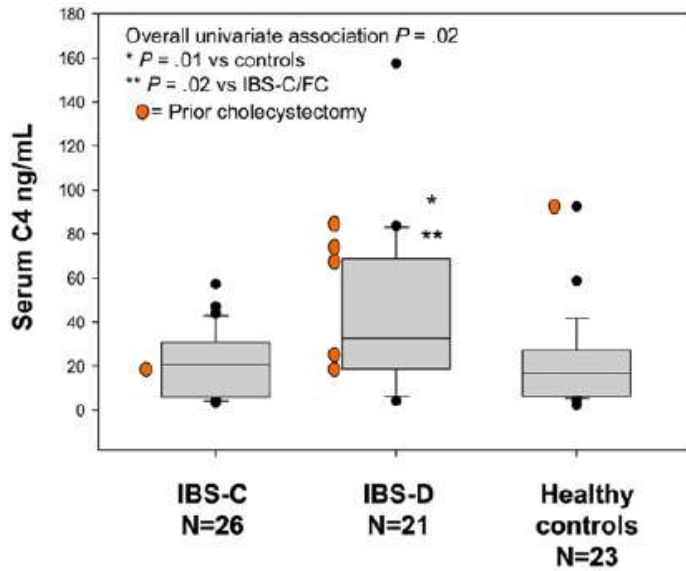 Overall univariate association P = .02
* P = .01 vs controls
** P = .02 vs IBS-C/FC
= Prior cholecystectomy
Serum C4 ng/mL
180
160
140
120
100
80
60
40
20
0
*
**
IBS-C
N=26
IBS-D
N=21
Healthy
controls
N=23